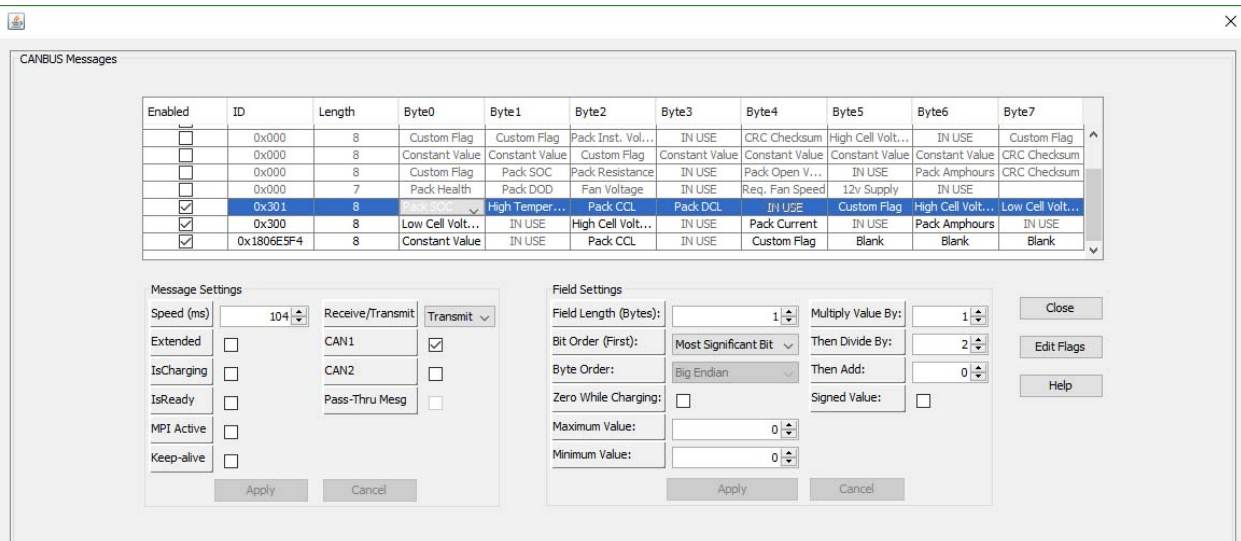 CANBUS Messages
Enabled ID Length Byte0 Byte1 Byte2 Byte3 Byte4 Byte5 Byte6 Byte7
0x000 8 Custom Flag Custom Flag Pack Inst. Vol... IN USE CRC Checksum High Cell Volt... IN USE Custom Flag
0x000 8 Constant Value Constant Value Custom Flag Constant Value Constant Value Constant Value Constant Value CRC Checksum
0x000 8 Custom Flag Pack SOC Pack Resistance IN USE Pack Open V... IN USE Pack Amphours CRC Checksum
0x000 7 Pack Health Pack DOD Fan Voltage IN USE Req. Fan Speed 12v Supply IN USE
0x301 8 Pack SOC High Temper... Pack CCL Pack DCL IN USE Custom Flag High Cell Volt... Low Cell Volt...
0x300 8 Low Cell Volt... IN USE High Cell Volt... IN USE Pack Current IN USE Pack Amphours IN USE
0x1806E5F4 8 Constant Value IN USE Pack CCL IN USE Custom Flag Blank Blank Blank
Message Settings
Speed (ms) 104 Receive/Transmit Transmit
Extended CAN1
IsCharging CAN2
IsReady Pass-Thru Mesg
MPI Active
Keep-alive
Apply Cancel
Field Settings
Field Length (Bytes): 1 Multiply Value By: 1
Bit Order (First): Most Significant Bit Then Divide By: 2
Byte Order: Big Endian Then Add: 0
Zero While Charging: Signed Value:
Maximum Value: 0
Minimum Value: 0
Apply Cancel
Close
Edit Flags
Help